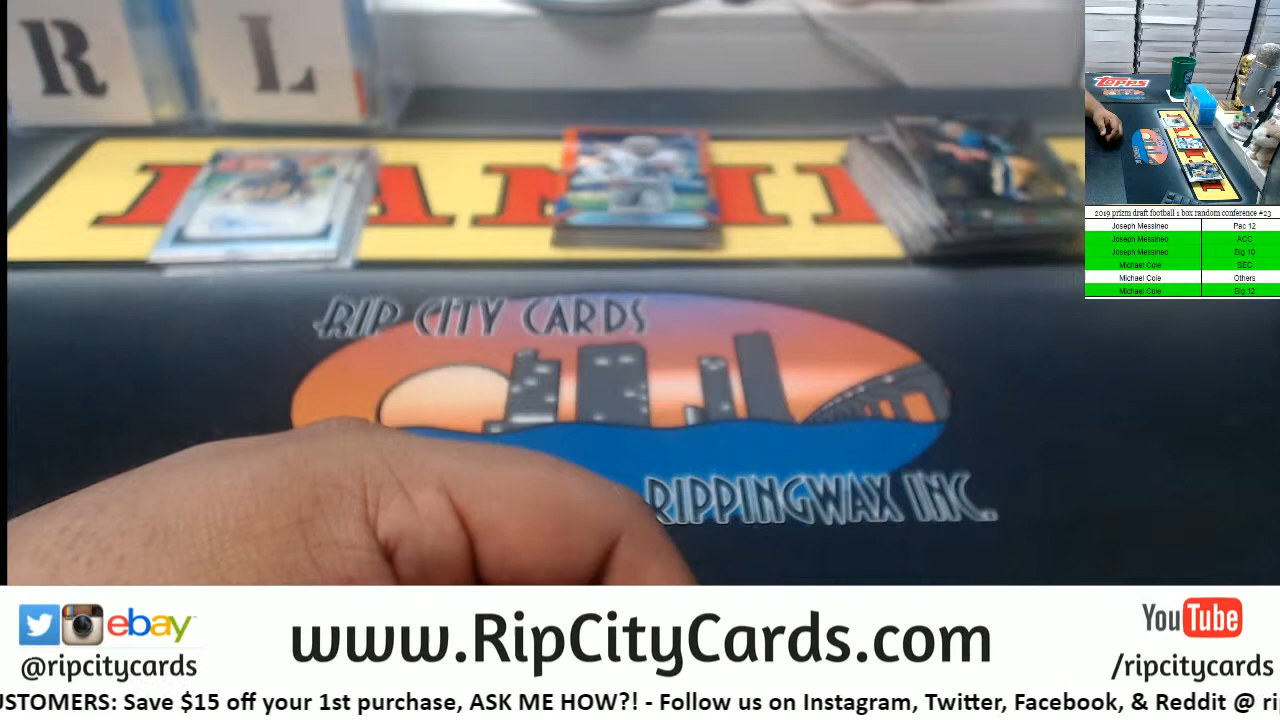 R L
PANINI
TOPPS
2019 prizm draft football 1 box random conference #23
Joseph Messineo Pac 12
Joseph Messineo ACC
Joseph Messineo Big 10
Michael Cole SEC
Michael Cole Others
Michael Cole Big 12
RIP CITY CARDS
RIPPINGWAX INC.
ebay
@ripcitycards
www.RipCityCards.com
YouTube
/ripcitycards
USTOMERS: Save $15 off your 1st purchase, ASK ME HOW?! - Follow us on Instagram, Twitter, Facebook, & Reddit @ ri